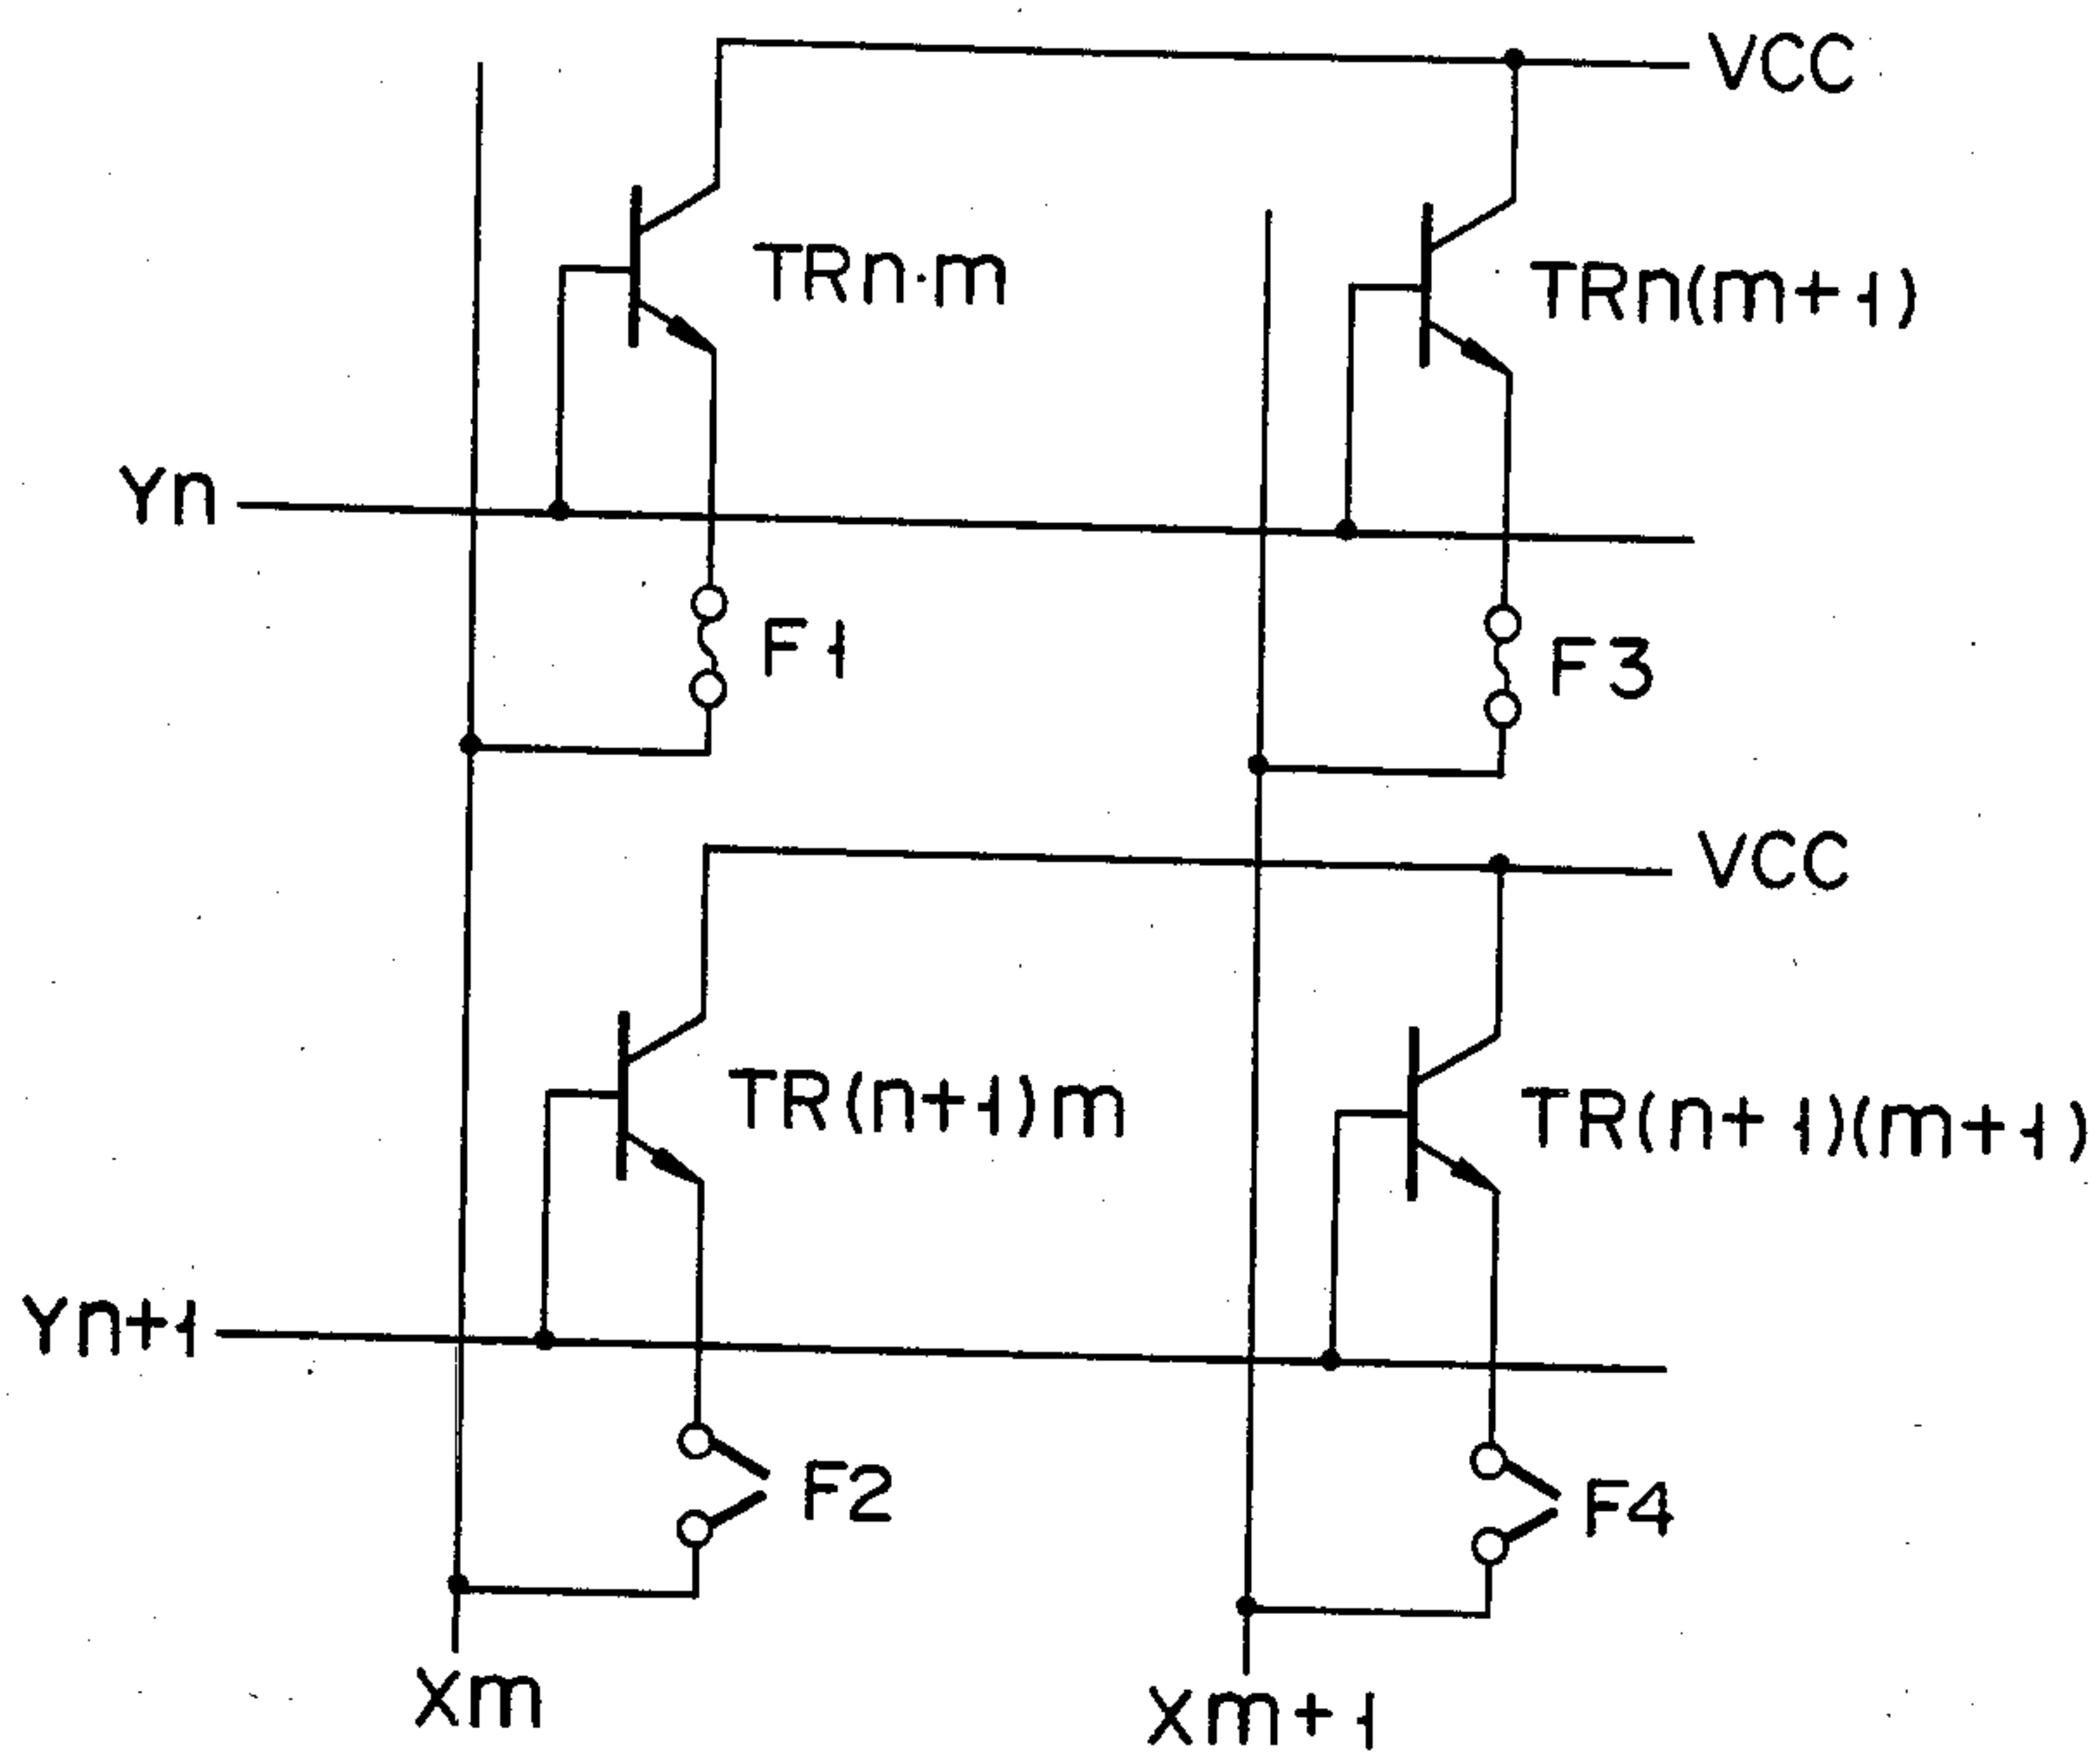 VCC
TRn·m
TRn(m+1)
Yn
F1
F3
VCC
TR(n+1)m
TR(n+1)(m+1)
Yn+1
F2
F4
Xm
Xm+1